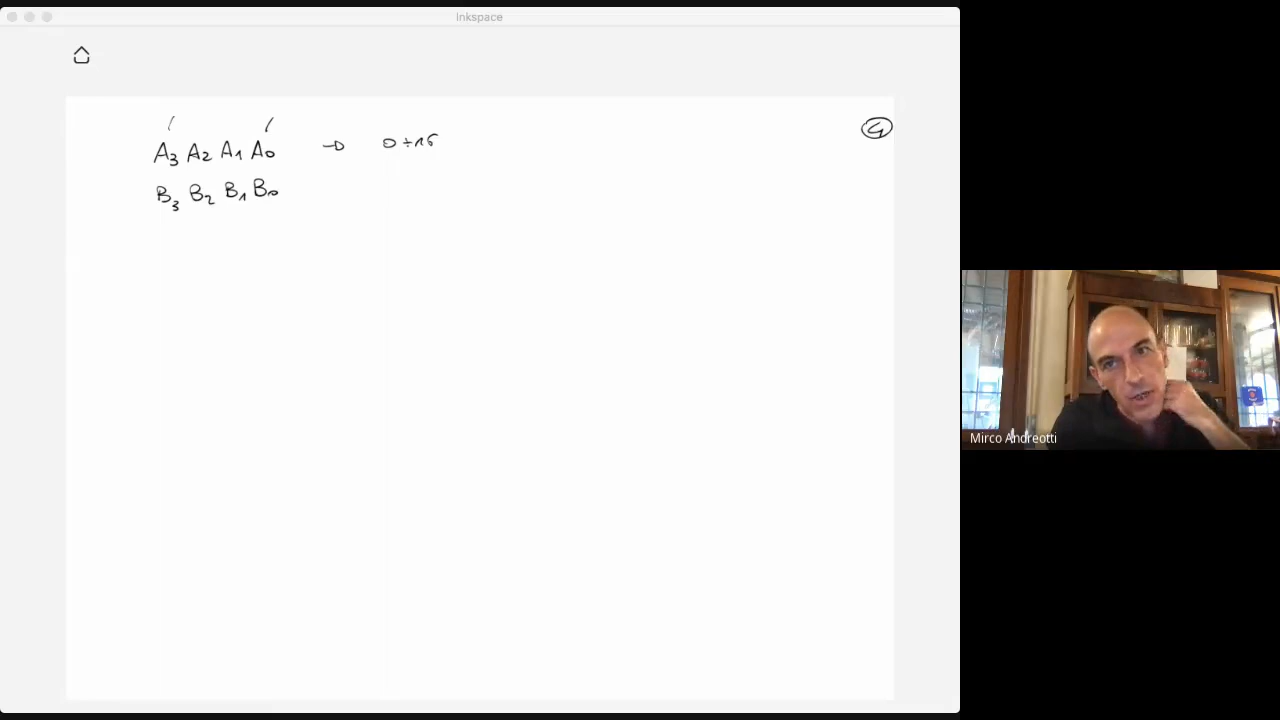 Inkspace
A3 A2 A1 A0 → 0÷15
B3 B2 B1 B0
Mirco Andreotti